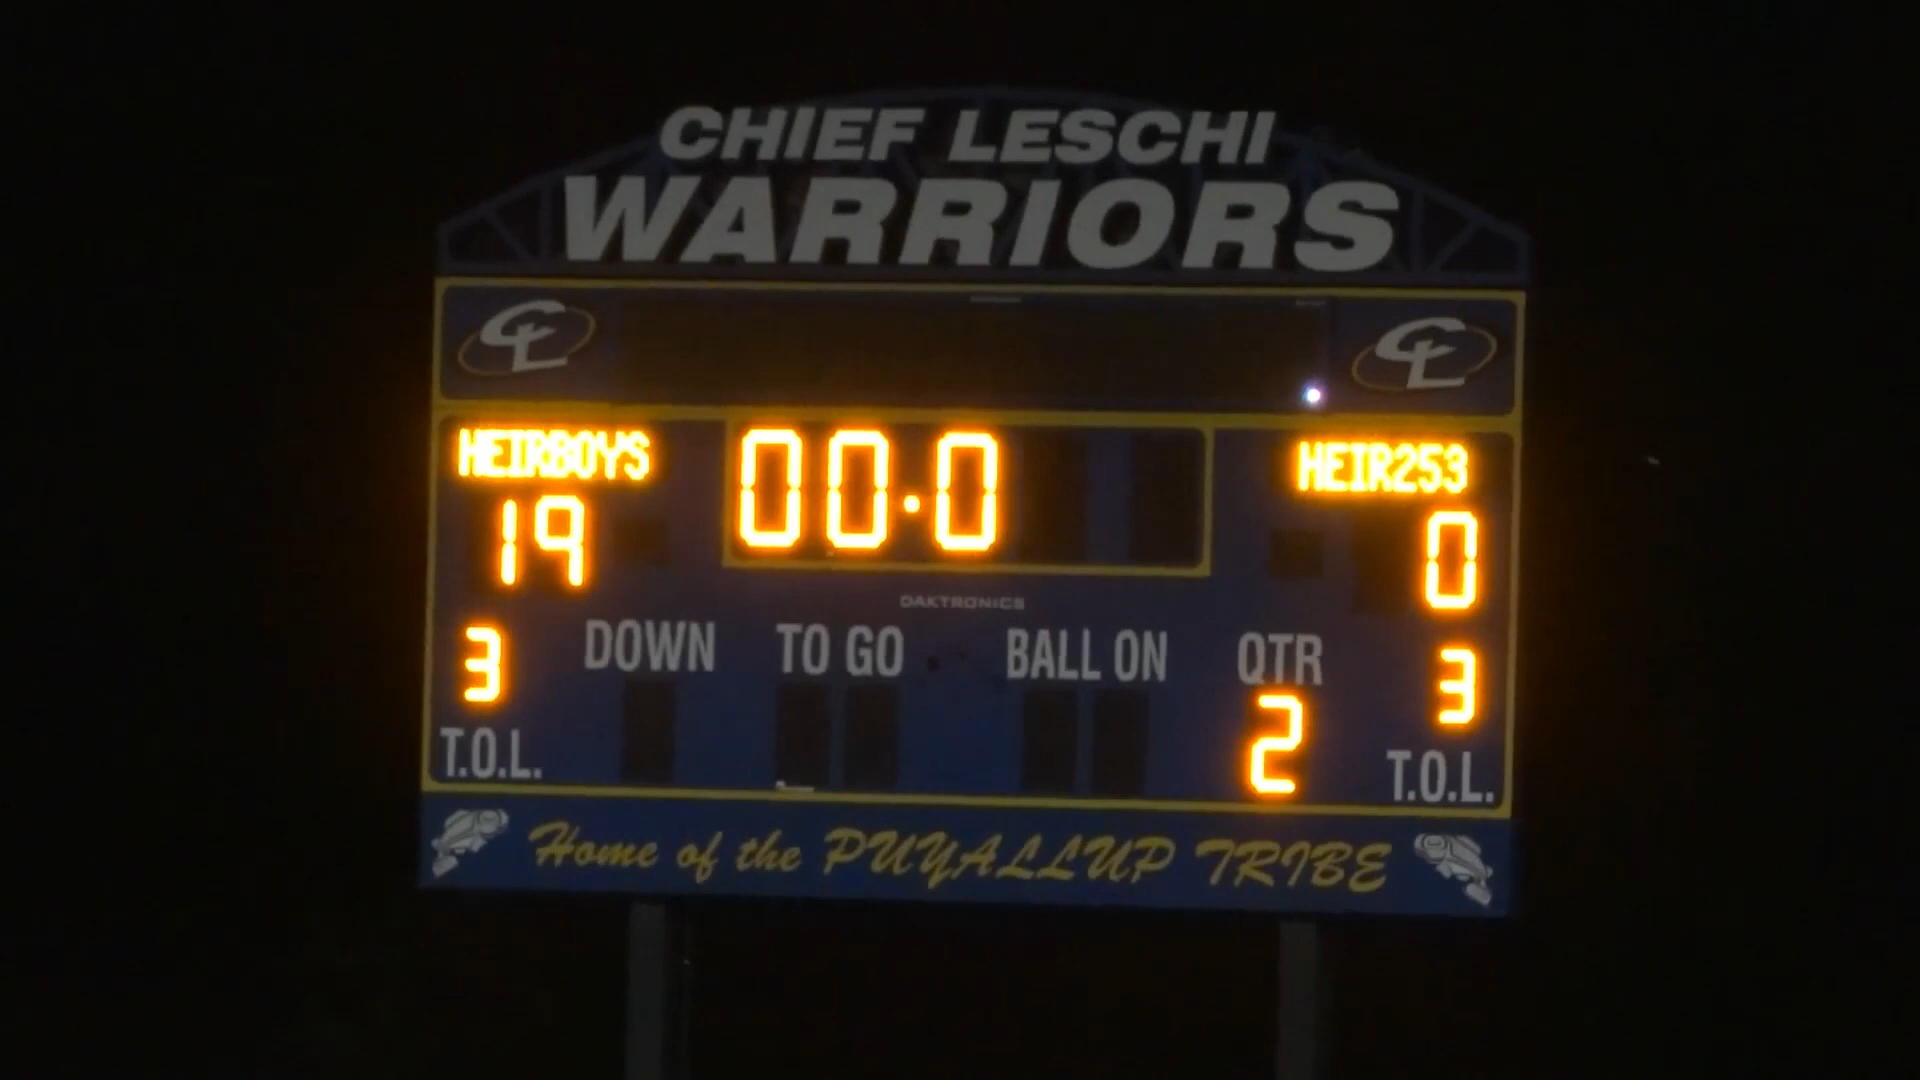 CHIEF LESCHI
WARRIORS
CL CL
HEIRBOYS 00.0 HEIR253
19 0
DAKTRONICS
3 DOWN TO GO BALL ON QTR 3
2
T.O.L. T.O.L.
Home of the PUYALLUP TRIBE